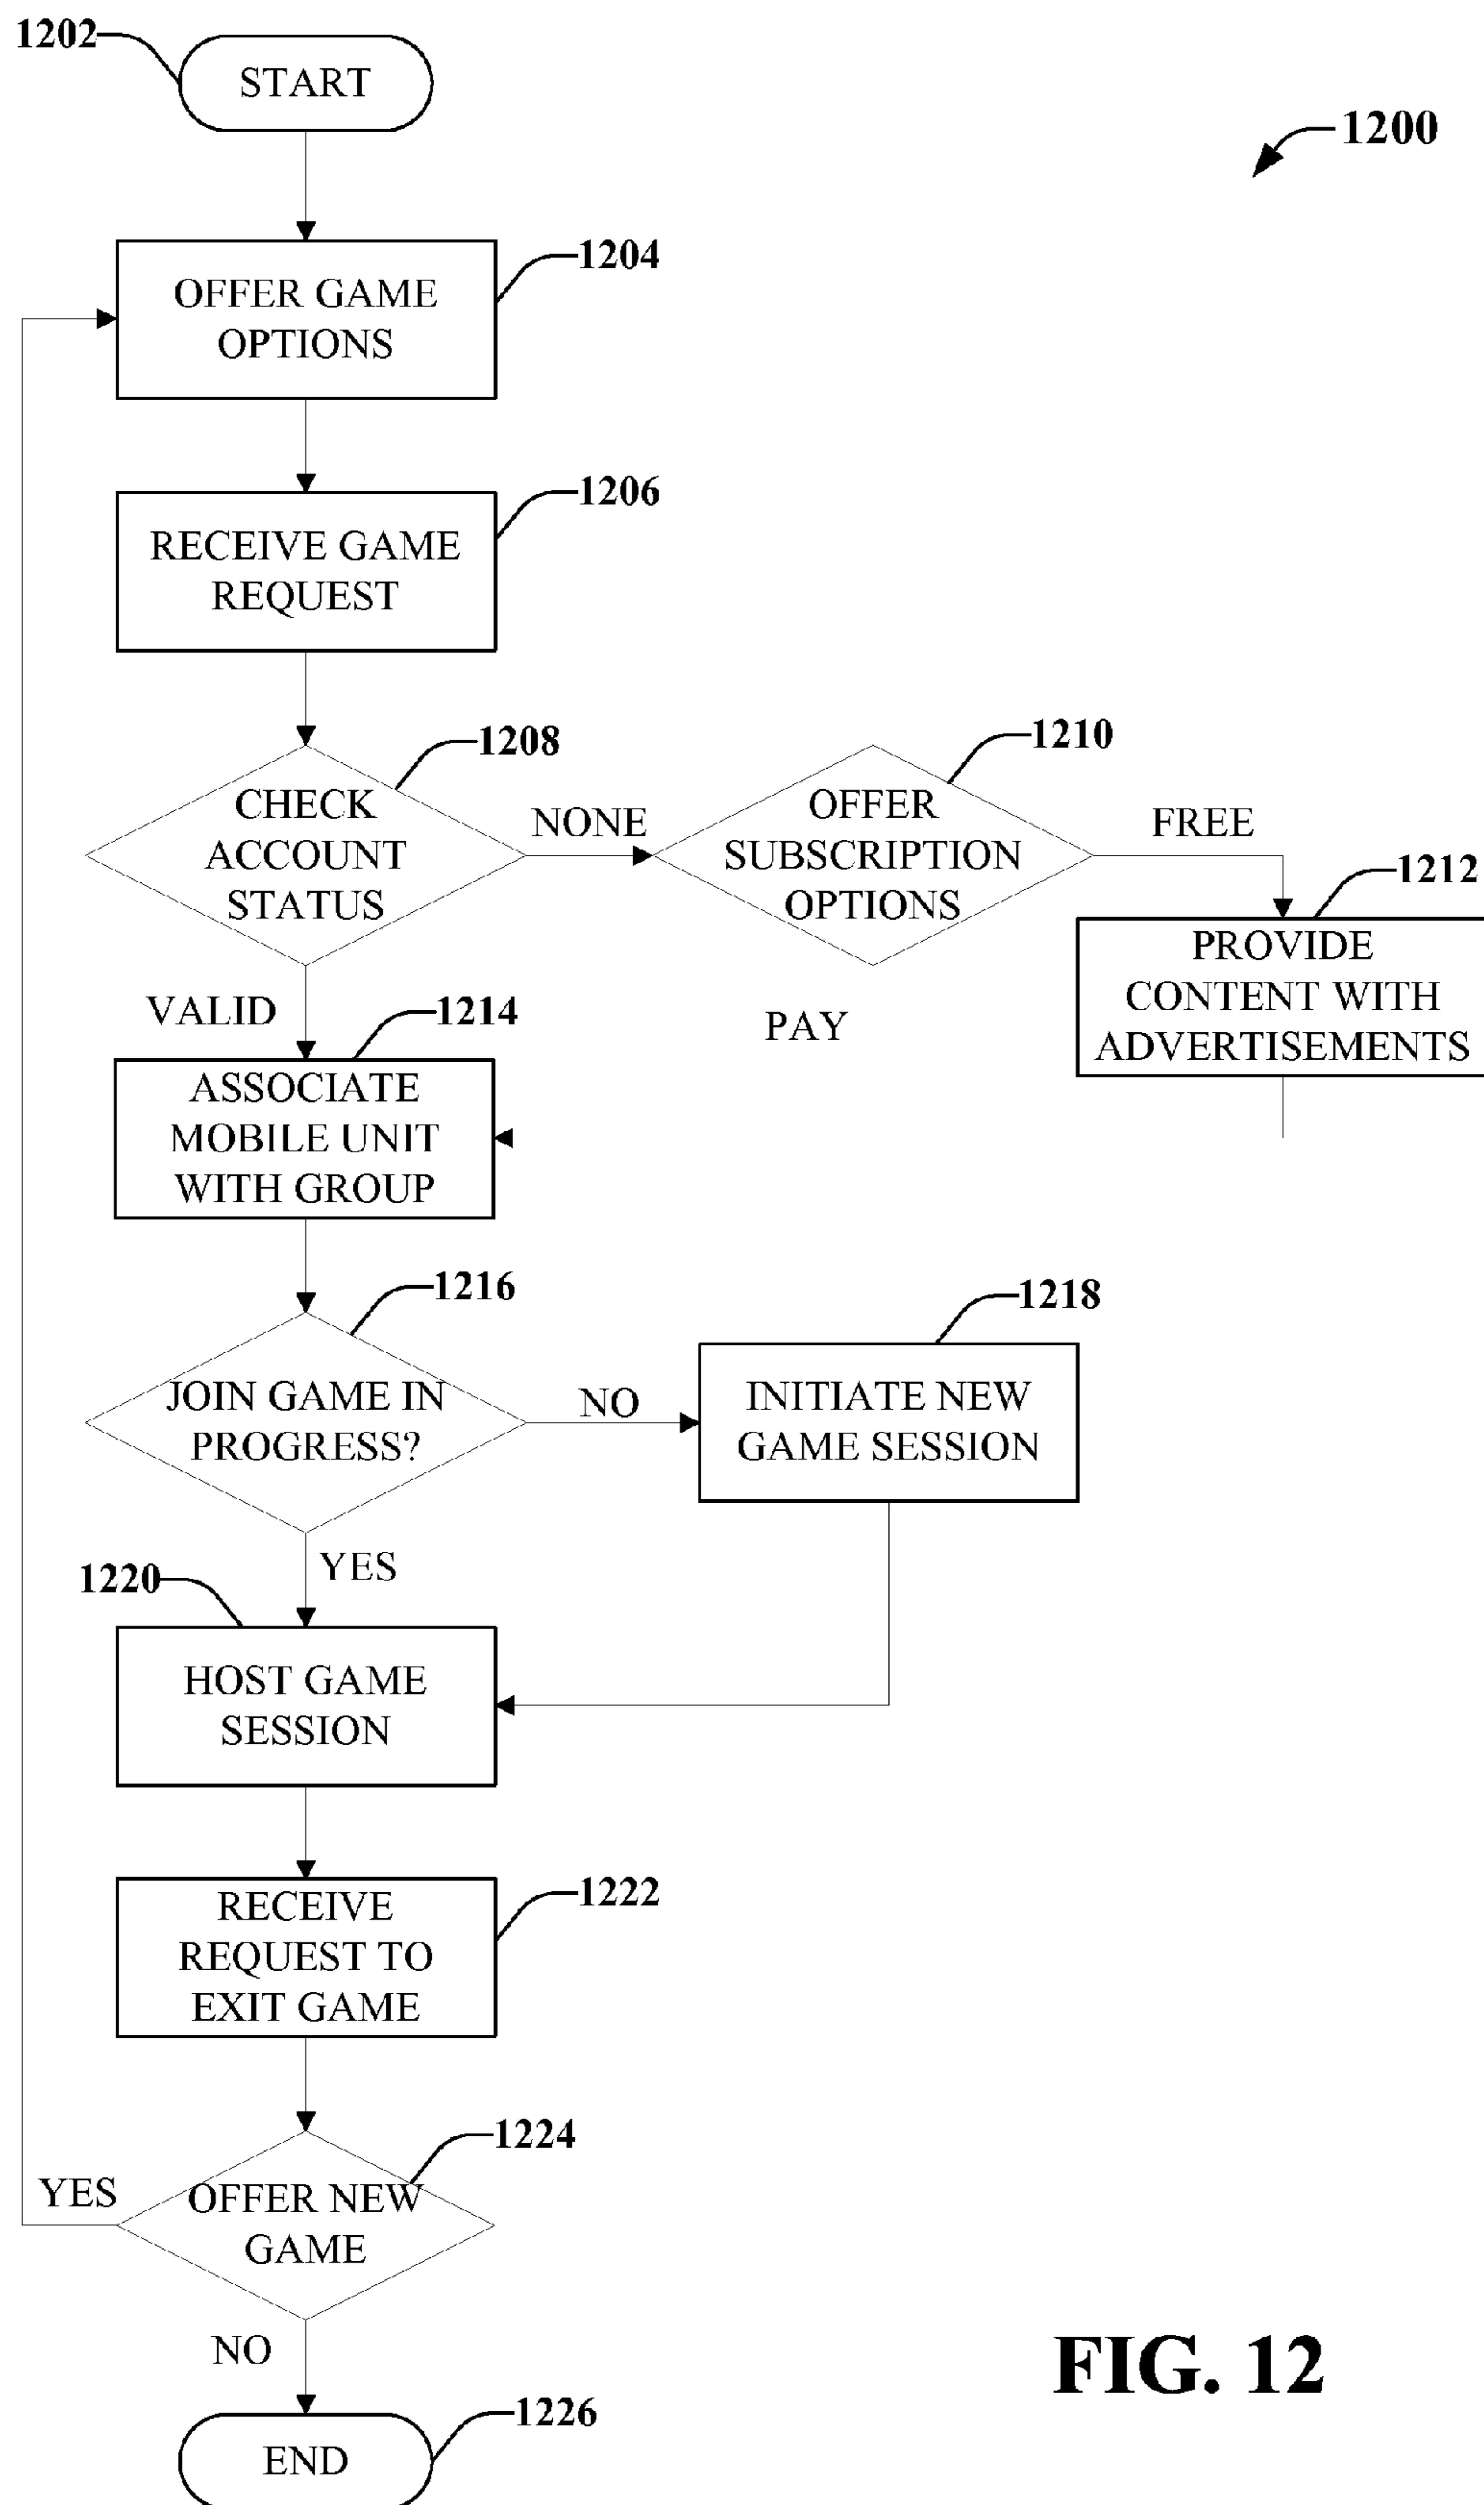 1202
START
1200
1204
OFFER GAME
OPTIONS
1206
RECEIVE GAME
REQUEST
1208
CHECK
ACCOUNT
STATUS
NONE
1210
OFFER
SUBSCRIPTION
OPTIONS
FREE
1212
PROVIDE
CONTENT WITH
ADVERTISEMENTS
VALID
PAY
1214
ASSOCIATE
MOBILE UNIT
WITH GROUP
1216
JOIN GAME IN
PROGRESS?
NO
1218
INITIATE NEW
GAME SESSION
YES
1220
HOST GAME
SESSION
1222
RECEIVE
REQUEST TO
EXIT GAME
1224
OFFER NEW
GAME
YES
NO
1226
END
FIG. 12